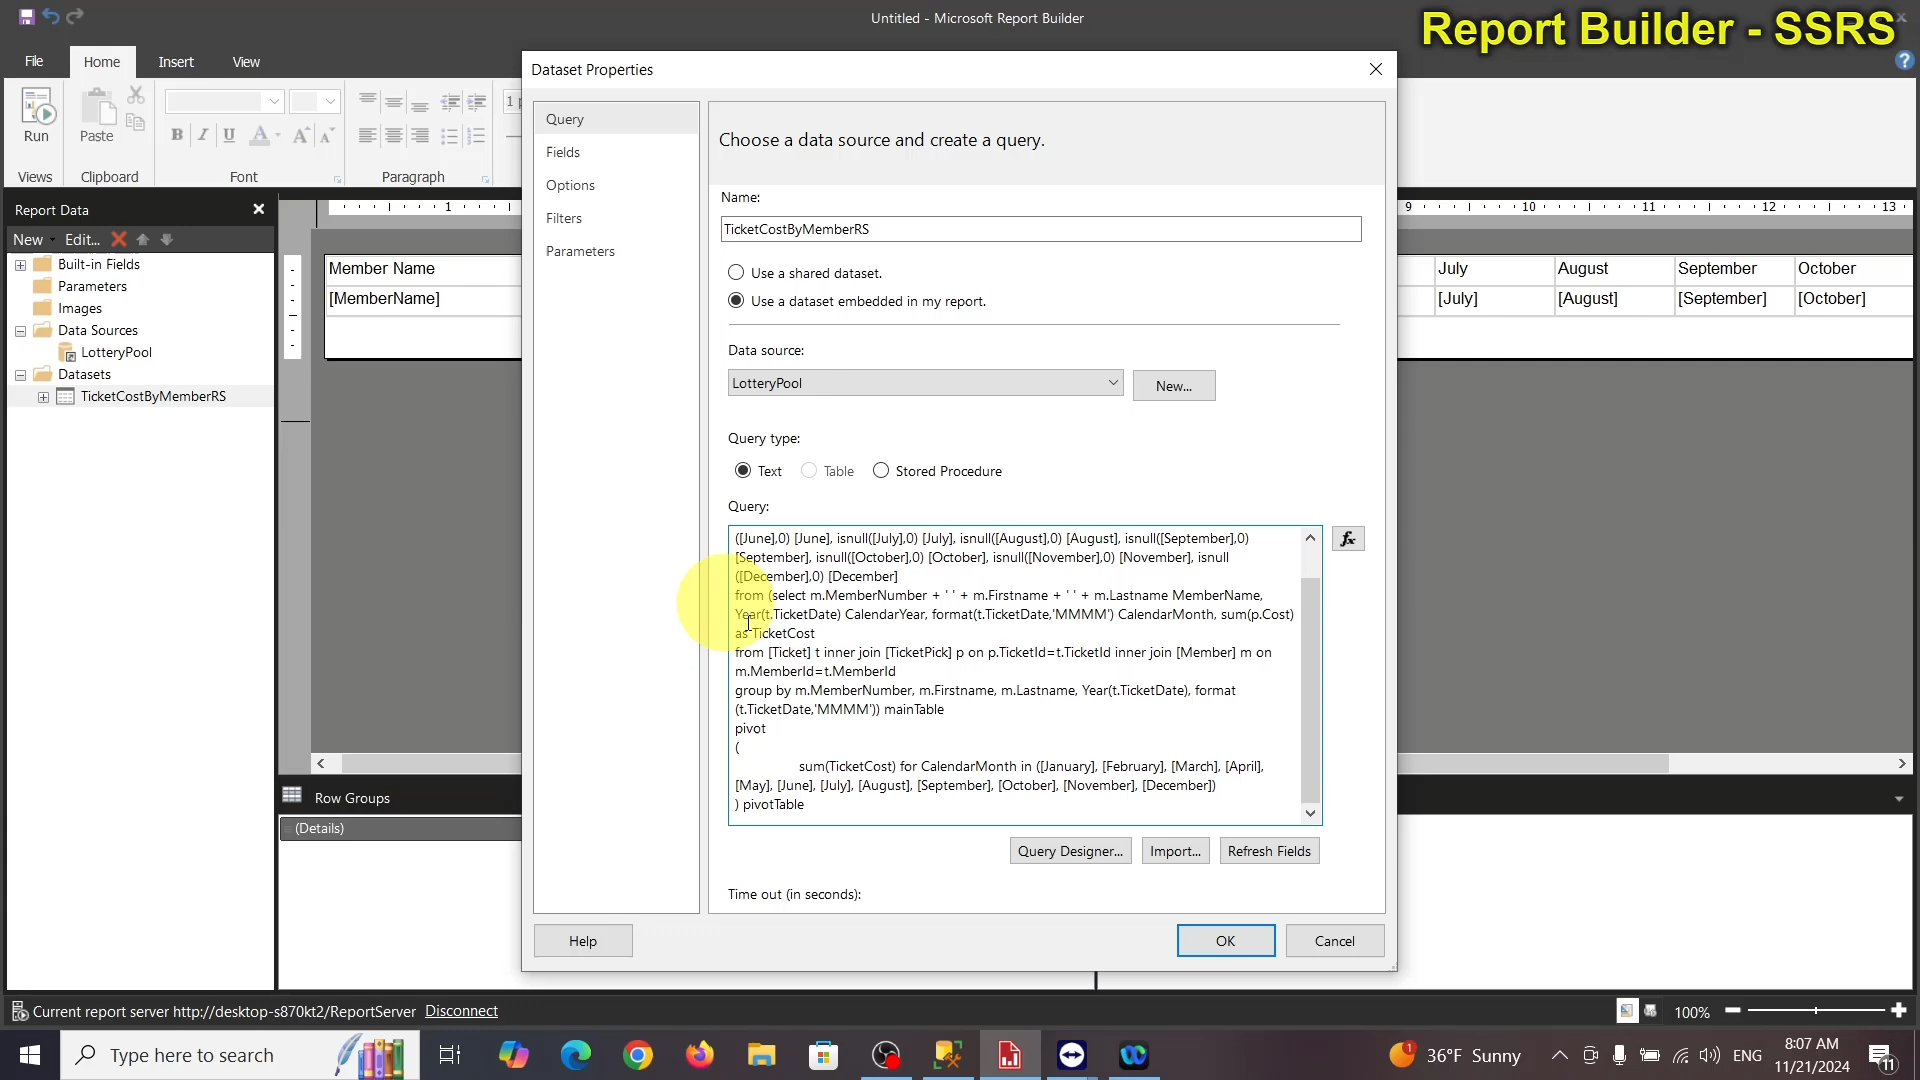 Untitled - Microsoft Report Builder
Report Builder - SSRS
File
Home
Insert
View
Run
Paste
B I U A A A
Views
Clipboard
Font
Paragraph
Report Data
New
Edit...
Built-in Fields
Parameters
Images
Data Sources
LotteryPool
Datasets
TicketCostByMemberRS
1
Member Name
[MemberName]
9 10 11 12 13
July August September October
[July] [August] [September] [October]
Row Groups
(Details)
Dataset Properties
Query
Fields
Options
Filters
Parameters
Choose a data source and create a query.
Name:
TicketCostByMemberRS
Use a shared dataset.
Use a dataset embedded in my report.
Data source:
LotteryPool
New...
Query type:
Text
Table
Stored Procedure
Query:
fx
([June],0) [June], isnull([July],0) [July], isnull([August],0) [August], isnull([September],0)
[September], isnull([October],0) [October], isnull([November],0) [November], isnull
([December],0) [December]
from (select m.MemberNumber + ' ' + m.Firstname + ' ' + m.Lastname MemberName,
Year(t.TicketDate) CalendarYear, format(t.TicketDate,'MMMM') CalendarMonth, sum(p.Cost)
as TicketCost
from [Ticket] t inner join [TicketPick] p on p.TicketId=t.TicketId inner join [Member] m on
m.MemberId=t.MemberId
group by m.MemberNumber, m.Firstname, m.Lastname, Year(t.TicketDate), format
(t.TicketDate,'MMMM')) mainTable
pivot
(
sum(TicketCost) for CalendarMonth in ([January], [February], [March], [April],
[May], [June], [July], [August], [September], [October], [November], [December])
) pivotTable
Query Designer...
Import...
Refresh Fields
Time out (in seconds):
Help
OK
Cancel
Current report server http://desktop-s870kt2/ReportServer
Disconnect
100%
Type here to search
1
36°F Sunny
ENG
8:07 AM
11/21/2024
11